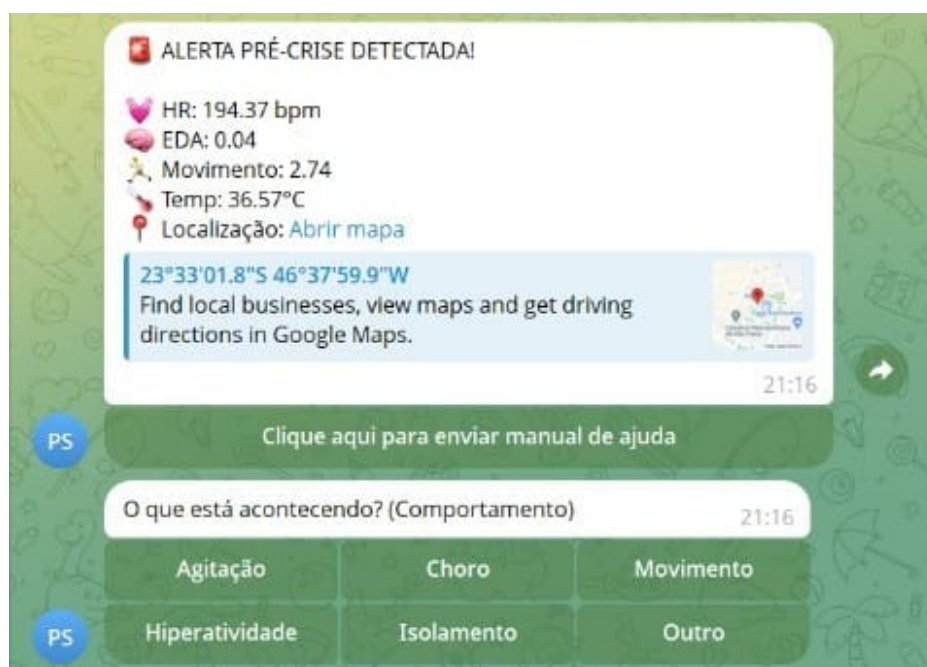 ALERTA PRÉ-CRISE DETECTADA!
HR: 194.37 bpm
EDA: 0.04
Movimento: 2.74
Temp: 36.57°C
Localização: Abrir mapa
23°33'01.8"S 46°37'59.9"W
Find local businesses, view maps and get driving
directions in Google Maps.
21:16
PS
Clique aqui para enviar manual de ajuda
O que está acontecendo? (Comportamento)
21:16
Agitação Choro Movimento
PS
Hiperatividade Isolamento Outro